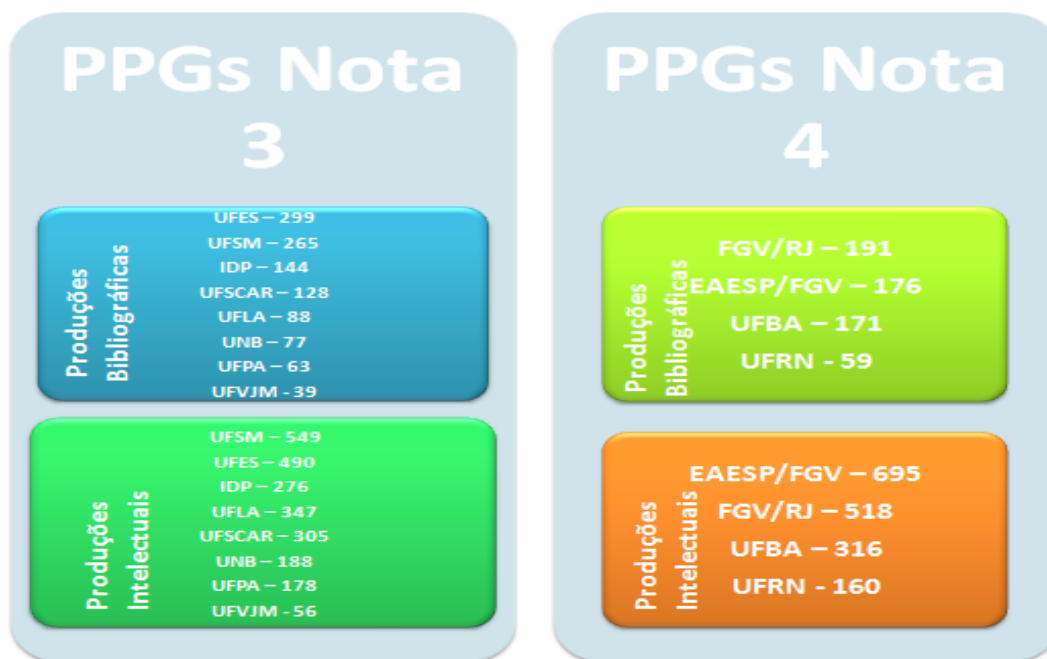 PPGs Nota
3
Produções
Bibliográficas
UFES – 299
UFSM – 265
IDP – 144
UFSCAR – 128
UFLA – 88
UNB – 77
UFPA – 63
UFVJM - 39
Produções
Intelectuais
UFSM – 549
UFES – 490
IDP – 276
UFLA – 347
UFSCAR – 305
UNB – 188
UFPA – 178
UFVJM - 56
PPGs Nota
4
Produções
Bibliográficas
FGV/RJ – 191
EAESP/FGV – 176
UFBA – 171
UFRN - 59
Produções
Intelectuais
EAESP/FGV – 695
FGV/RJ – 518
UFBA – 316
UFRN - 160